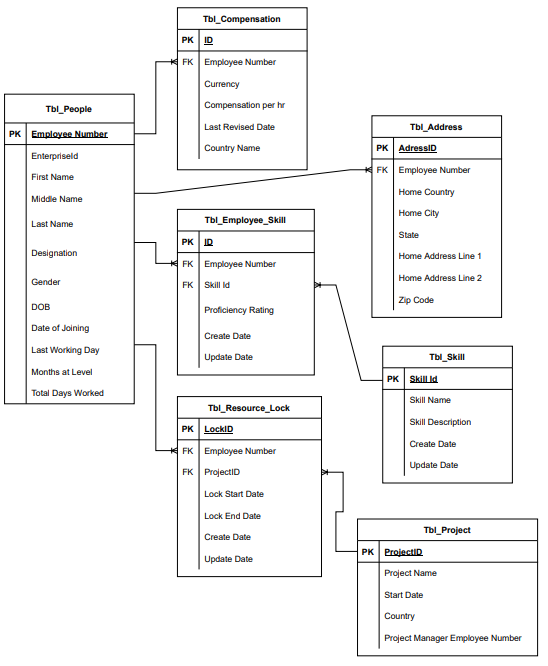 Tbl_Compensation
PK ID
FK Employee Number
Currency
Compensation per hr
Last Revised Date
Country Name
Tbl_People
PK Employee Number
EnterpriseId
First Name
Middle Name
Last Name
Designation
Gender
DOB
Date of Joining
Last Working Day
Months at Level
Total Days Worked
Tbl_Address
PK AdressID
FK Employee Number
Home Country
Home City
State
Home Address Line 1
Home Address Line 2
Zip Code
Tbl_Employee_Skill
PK ID
FK Employee Number
FK Skill Id
Proficiency Rating
Create Date
Update Date
Tbl_Skill
PK Skill Id
Skill Name
Skill Description
Create Date
Update Date
Tbl_Resource_Lock
PK LockID
FK Employee Number
FK ProjectID
Lock Start Date
Lock End Date
Create Date
Update Date
Tbl_Project
PK ProjectID
Project Name
Start Date
Country
Project Manager Employee Number